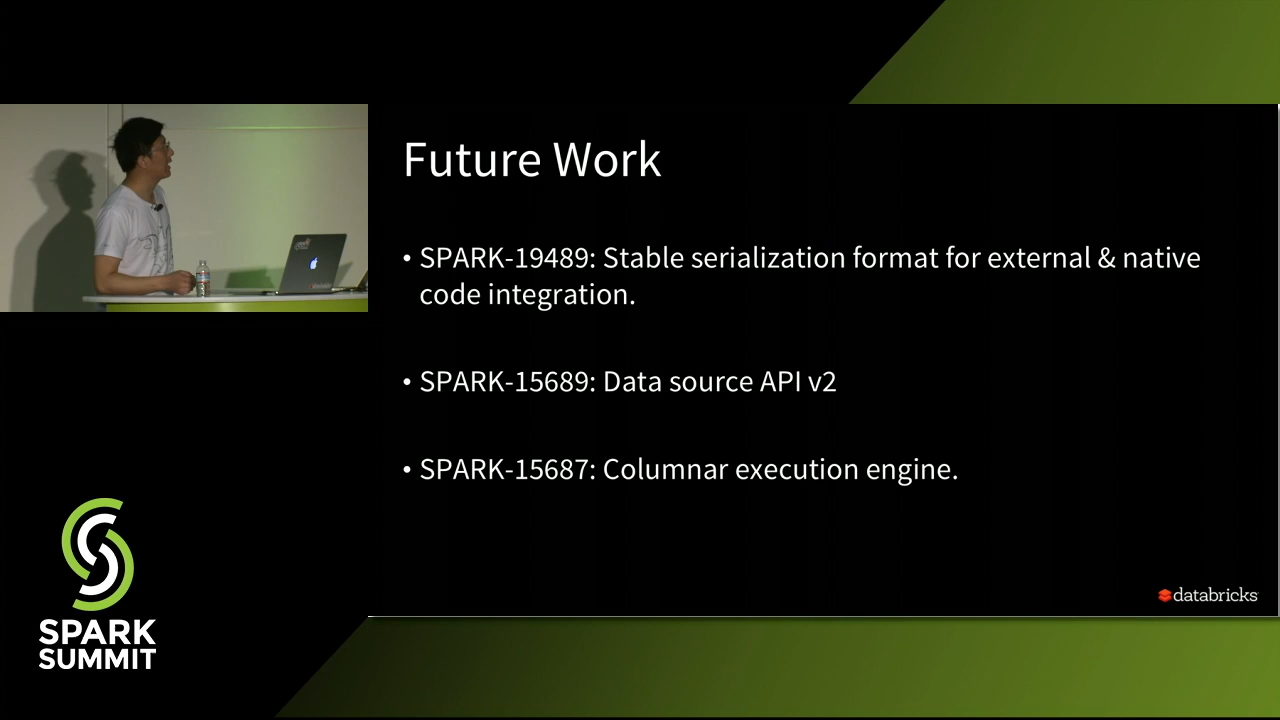 Future Work
• SPARK-19489: Stable serialization format for external & native
code integration.
• SPARK-15689: Data source API v2
• SPARK-15687: Columnar execution engine.
databricks
SPARK
SUMMIT